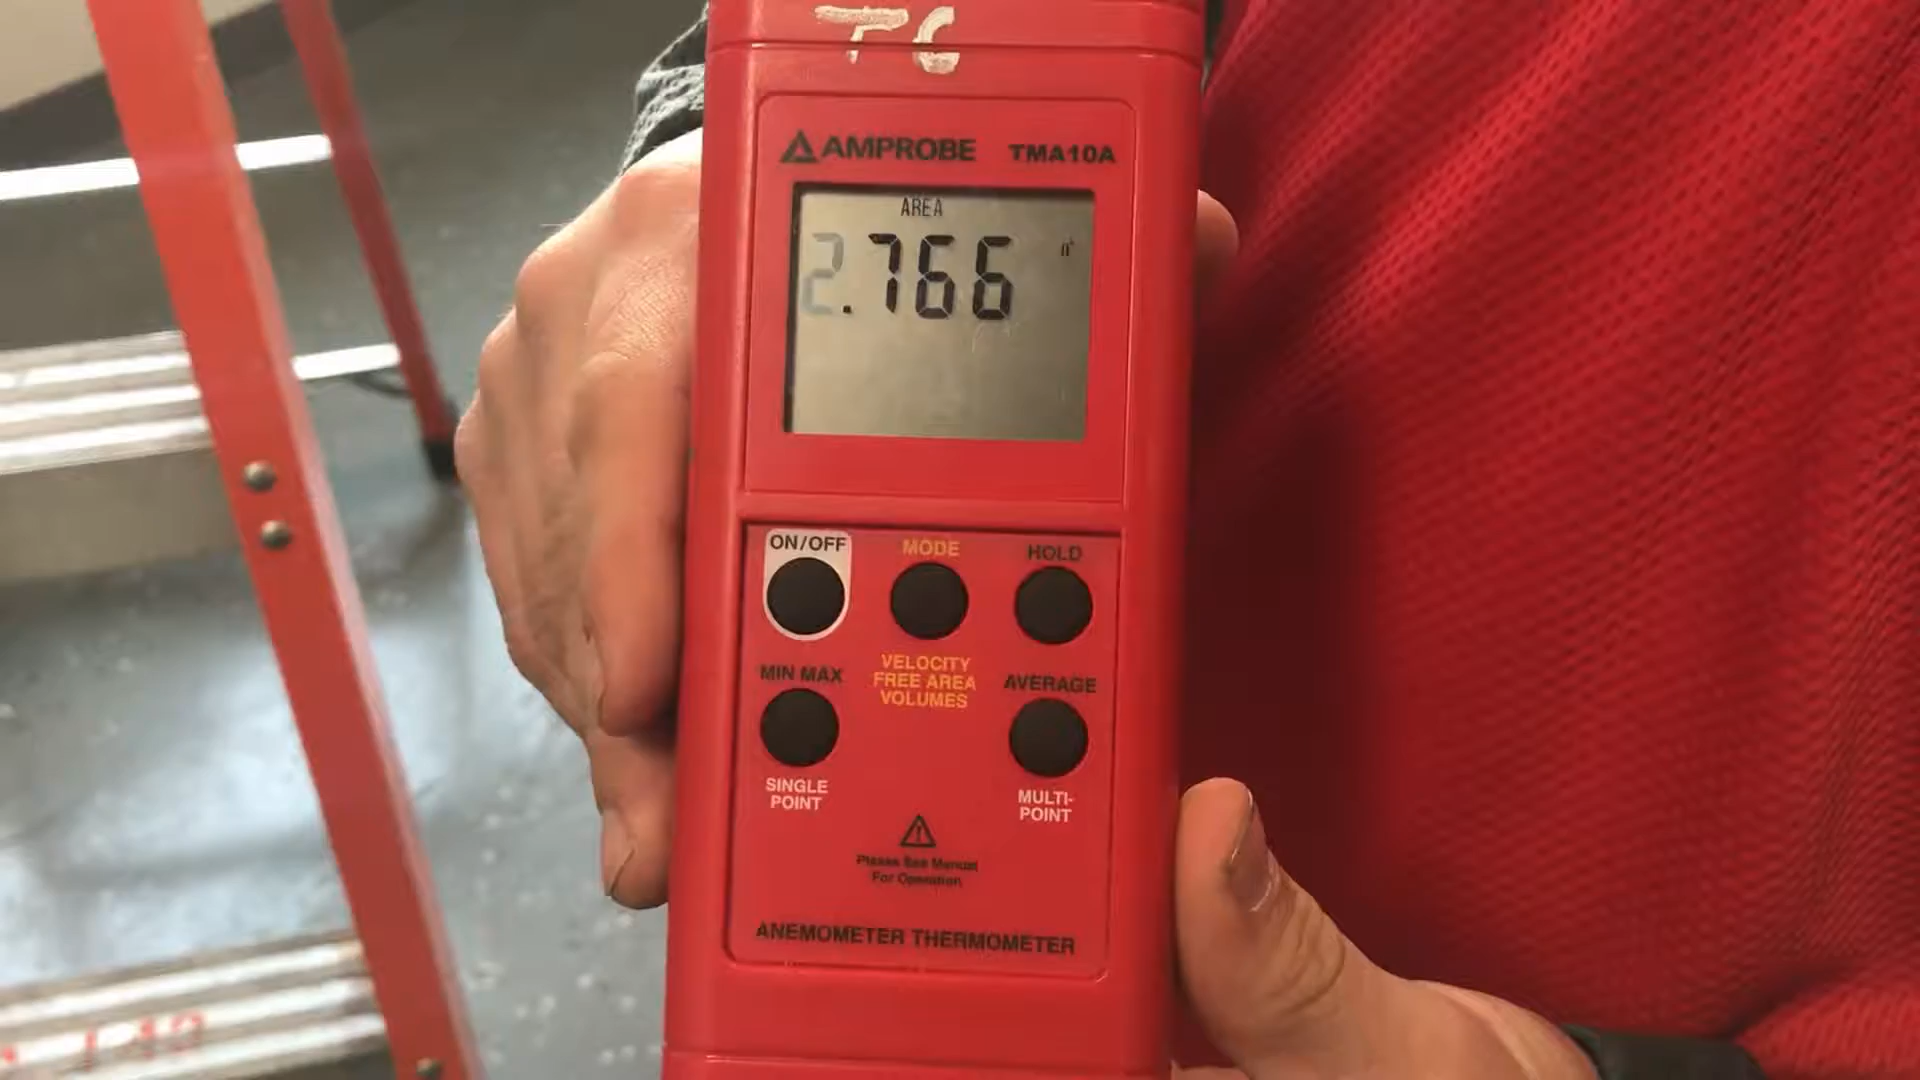 TC
AMPROBE TMA10A
AREA
2.766
ON/OFF MODE HOLD
VELOCITY
FREE AREA
VOLUMES
MIN MAX AVERAGE
SINGLE
POINT
MULTI-
POINT
Please See Manual
For Operation
ANEMOMETER THERMOMETER